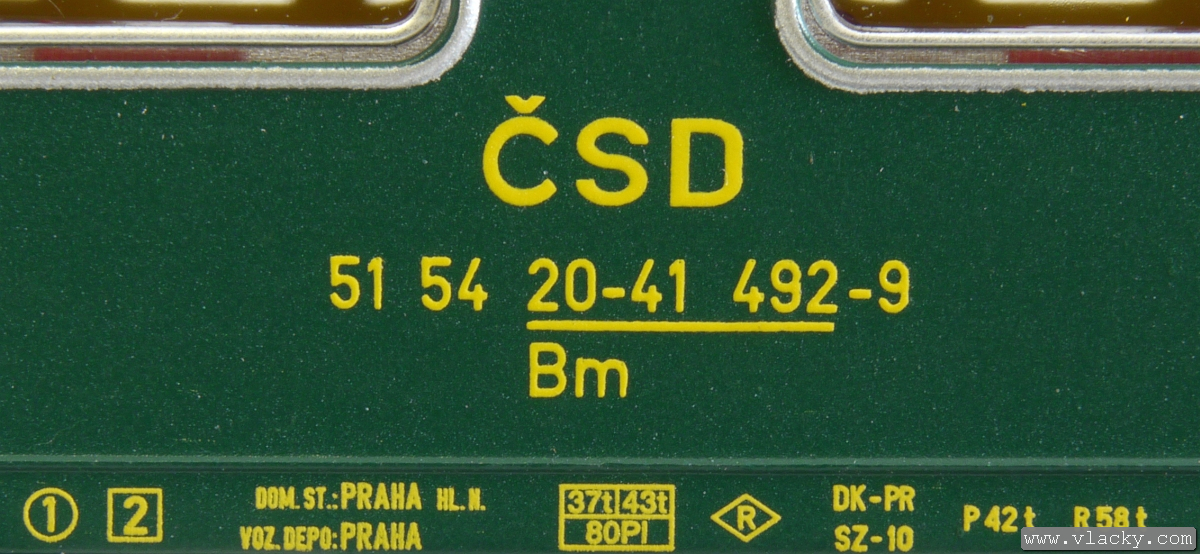 ČSD
51 54 20-41 492-9
Bm
1 2
DOM. ST.: PRAHA HL. N.
VOZ. DEPO: PRAHA
37t 43t
80Pl
R
DK-PR
SZ-10
P 42 t R 58 t
www.vlacky.com